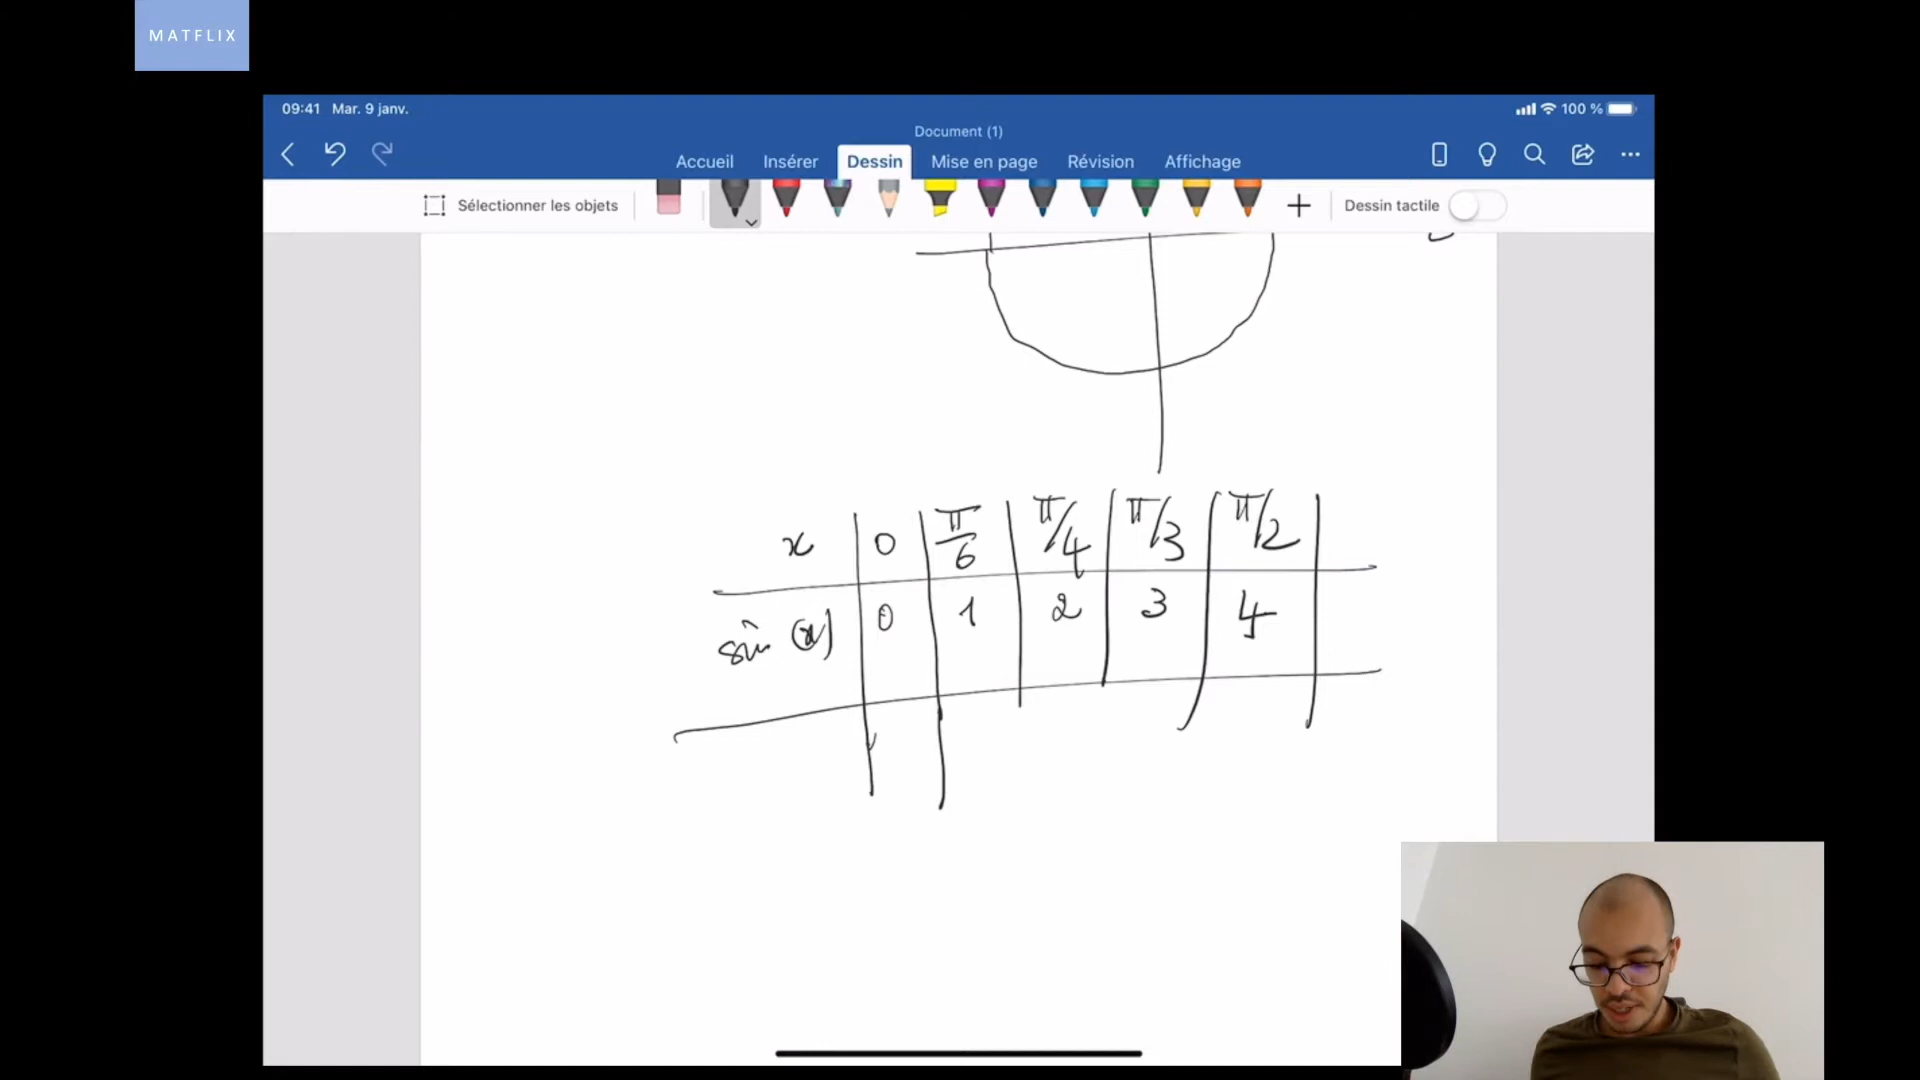 MATFLIX
09:41 Mar. 9 janv.
100 %
Document (1)
Accueil Insérer Dessin Mise en page Révision Affichage
Sélectionner les objets
Dessin tactile
x 0 π/6 π/4 π/3 π/2
sin (x) 0 1 2 3 4